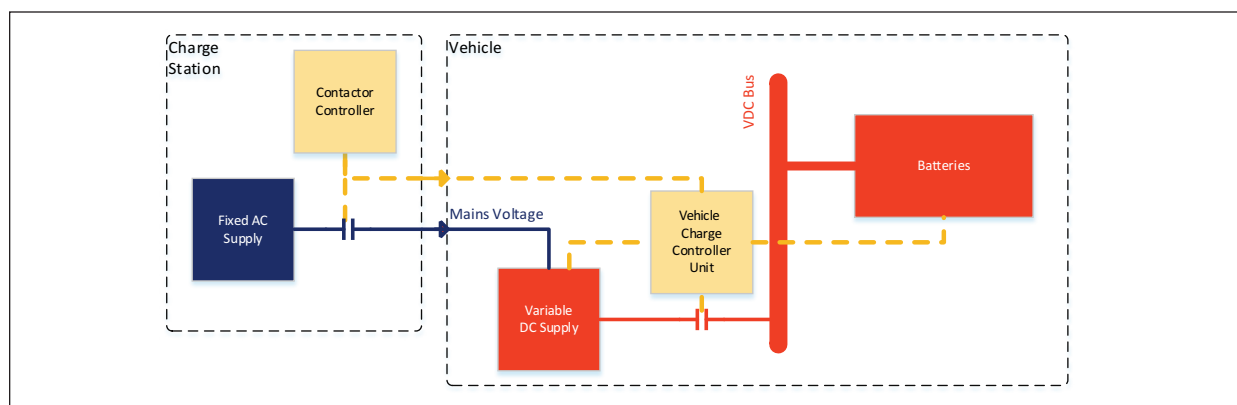 Charge
Station
Contactor
Controller
Fixed AC
Supply
Vehicle
Mains Voltage
Variable
DC Supply
Vehicle
Charge
Controller
Unit
VDC Bus
Batteries